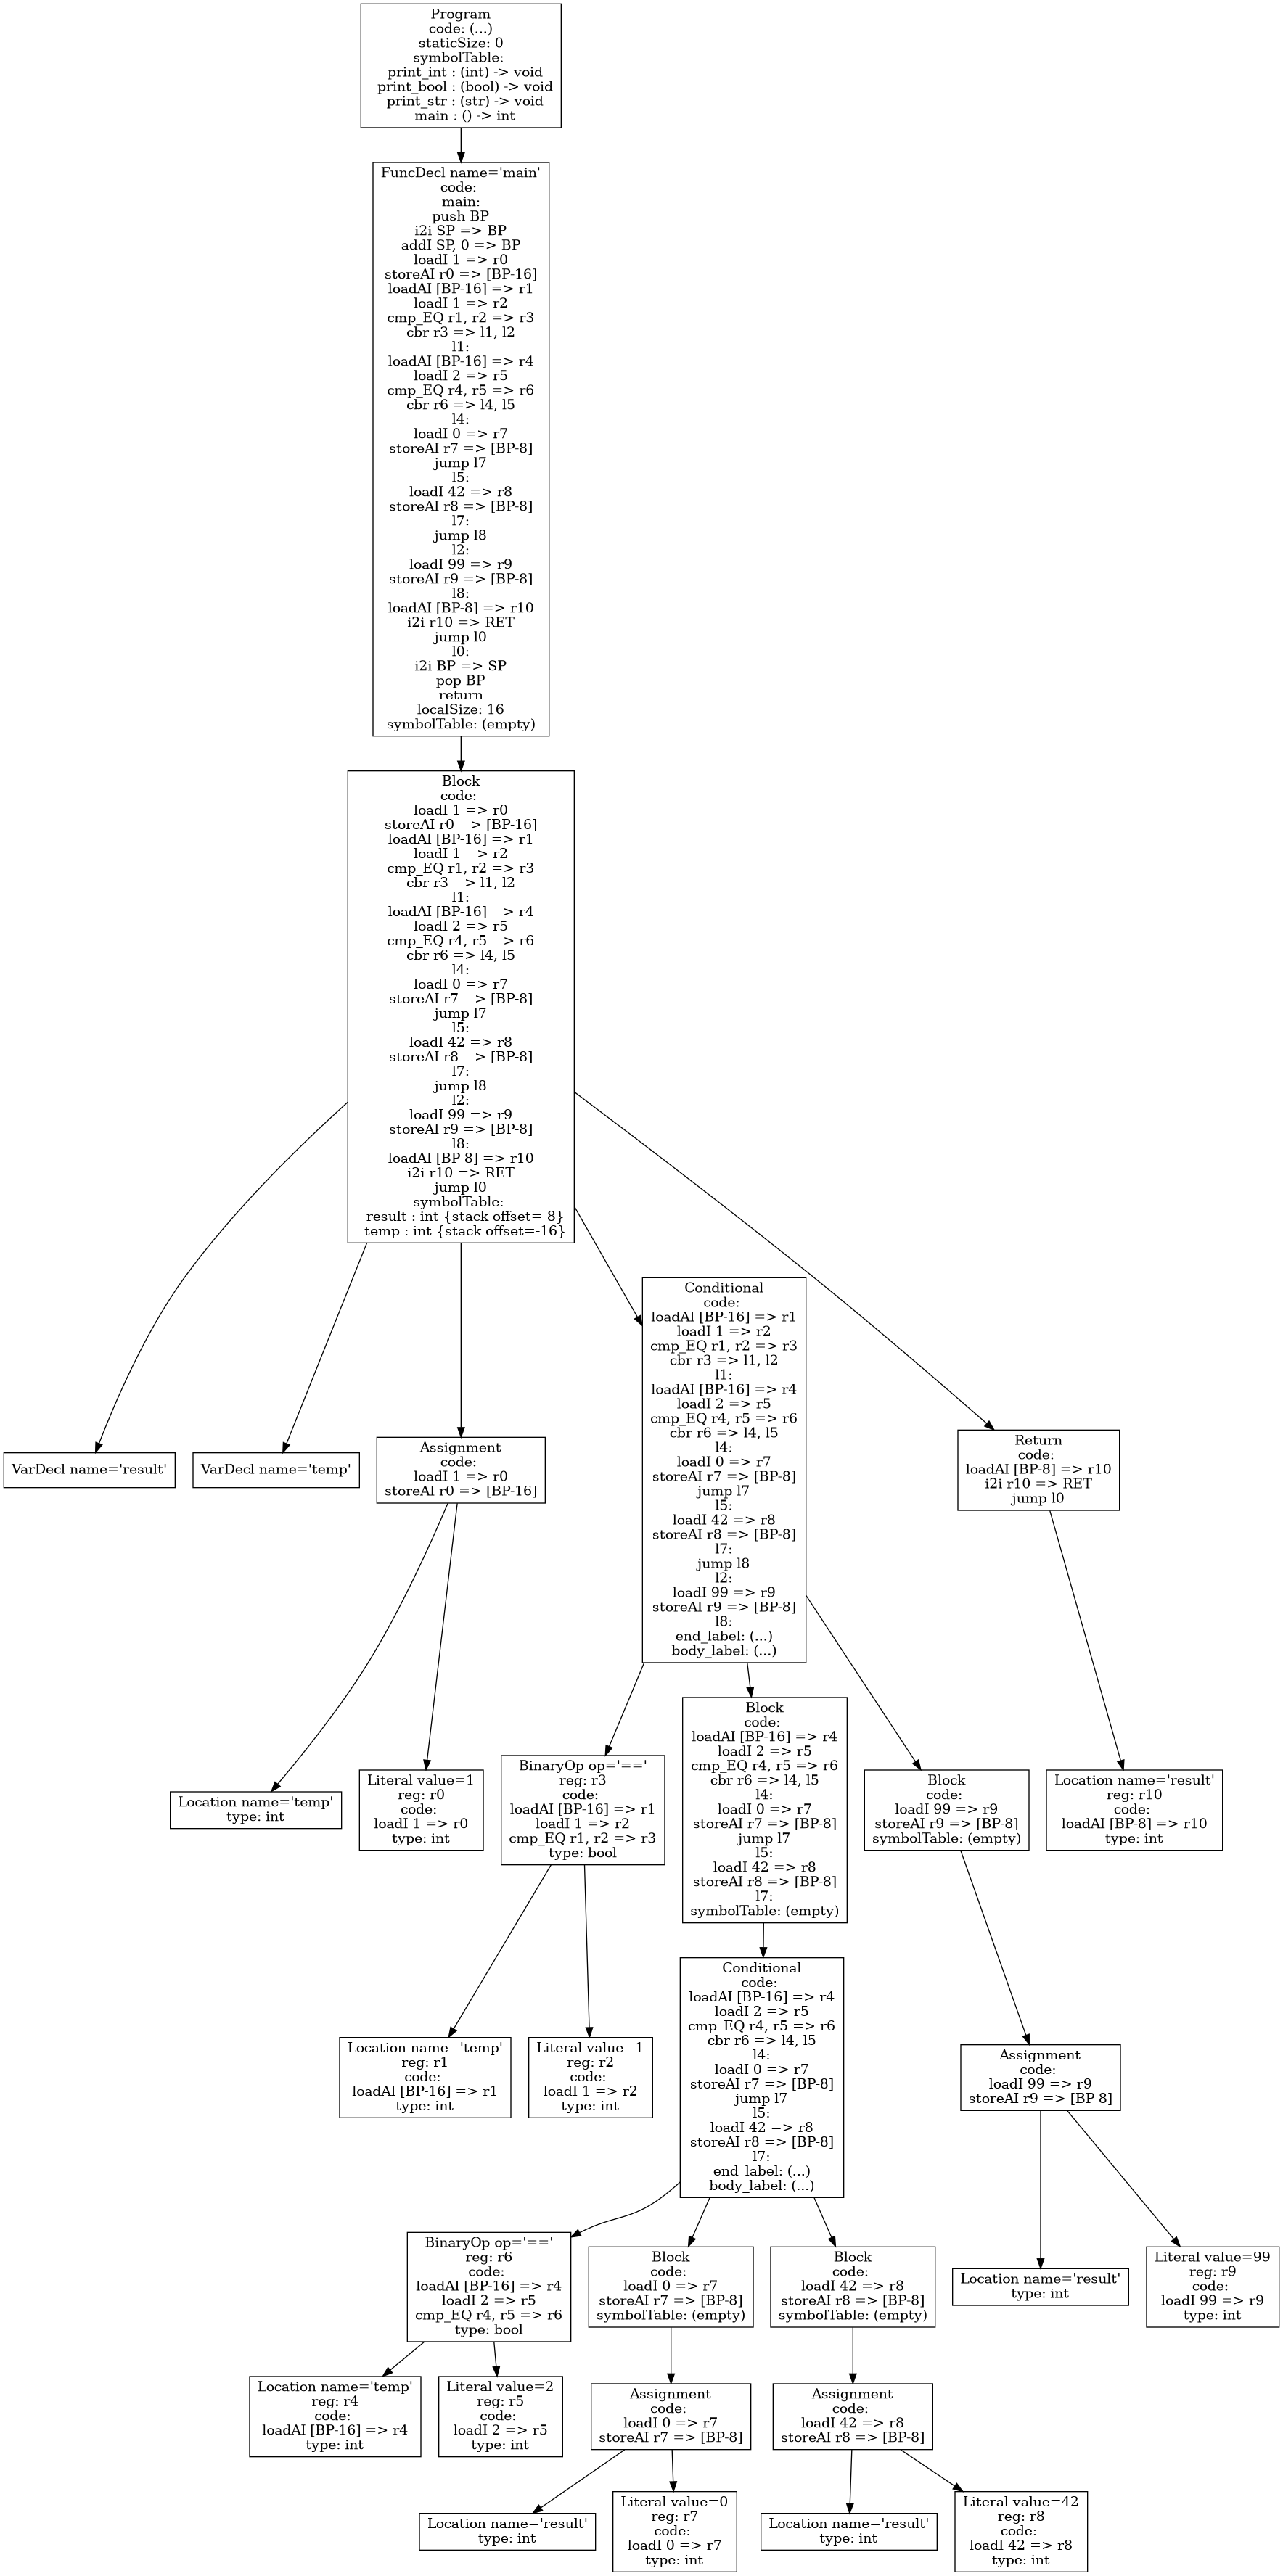 Program
code: (...)
staticSize: 0
symbolTable:
print_int : (int) -> void
print_bool : (bool) -> void
print_str : (str) -> void
main : () -> int
FuncDecl name='main'
code:
main:
push BP
i2i SP => BP
addI SP, 0 => BP
loadI 1 => r0
storeAI r0 => [BP-16]
loadAI [BP-16] => r1
loadI 1 => r2
cmp_EQ r1, r2 => r3
cbr r3 => l1, l2
l1:
loadAI [BP-16] => r4
loadI 2 => r5
cmp_EQ r4, r5 => r6
cbr r6 => l4, l5
l4:
loadI 0 => r7
storeAI r7 => [BP-8]
jump l7
l5:
loadI 42 => r8
storeAI r8 => [BP-8]
l7:
jump l8
l2:
loadI 99 => r9
storeAI r9 => [BP-8]
l8:
loadAI [BP-8] => r10
i2i r10 => RET
jump l0
l0:
i2i BP => SP
pop BP
return
localSize: 16
symbolTable: (empty)
Block
code:
loadI 1 => r0
storeAI r0 => [BP-16]
loadAI [BP-16] => r1
loadI 1 => r2
cmp_EQ r1, r2 => r3
cbr r3 => l1, l2
l1:
loadAI [BP-16] => r4
loadI 2 => r5
cmp_EQ r4, r5 => r6
cbr r6 => l4, l5
l4:
loadI 0 => r7
storeAI r7 => [BP-8]
jump l7
l5:
loadI 42 => r8
storeAI r8 => [BP-8]
l7:
jump l8
l2:
loadI 99 => r9
storeAI r9 => [BP-8]
l8:
loadAI [BP-8] => r10
i2i r10 => RET
jump l0
symbolTable:
result : int {stack offset=-8}
temp : int {stack offset=-16}
VarDecl name='result'
VarDecl name='temp'
Assignment
code:
loadI 1 => r0
storeAI r0 => [BP-16]
Conditional
code:
loadAI [BP-16] => r1
loadI 1 => r2
cmp_EQ r1, r2 => r3
cbr r3 => l1, l2
l1:
loadAI [BP-16] => r4
loadI 2 => r5
cmp_EQ r4, r5 => r6
cbr r6 => l4, l5
l4:
loadI 0 => r7
storeAI r7 => [BP-8]
jump l7
l5:
loadI 42 => r8
storeAI r8 => [BP-8]
l7:
jump l8
l2:
loadI 99 => r9
storeAI r9 => [BP-8]
l8:
end_label: (...)
body_label: (...)
Return
code:
loadAI [BP-8] => r10
i2i r10 => RET
jump l0
Location name='temp'
type: int
Literal value=1
reg: r0
code:
loadI 1 => r0
type: int
BinaryOp op='=='
reg: r3
code:
loadAI [BP-16] => r1
loadI 1 => r2
cmp_EQ r1, r2 => r3
type: bool
Block
code:
loadAI [BP-16] => r4
loadI 2 => r5
cmp_EQ r4, r5 => r6
cbr r6 => l4, l5
l4:
loadI 0 => r7
storeAI r7 => [BP-8]
jump l7
l5:
loadI 42 => r8
storeAI r8 => [BP-8]
l7:
symbolTable: (empty)
Block
code:
loadI 99 => r9
storeAI r9 => [BP-8]
symbolTable: (empty)
Location name='result'
reg: r10
code:
loadAI [BP-8] => r10
type: int
Location name='temp'
reg: r1
code:
loadAI [BP-16] => r1
type: int
Literal value=1
reg: r2
code:
loadI 1 => r2
type: int
Conditional
code:
loadAI [BP-16] => r4
loadI 2 => r5
cmp_EQ r4, r5 => r6
cbr r6 => l4, l5
l4:
loadI 0 => r7
storeAI r7 => [BP-8]
jump l7
l5:
loadI 42 => r8
storeAI r8 => [BP-8]
l7:
end_label: (...)
body_label: (...)
Assignment
code:
loadI 99 => r9
storeAI r9 => [BP-8]
BinaryOp op='=='
reg: r6
code:
loadAI [BP-16] => r4
loadI 2 => r5
cmp_EQ r4, r5 => r6
type: bool
Block
code:
loadI 0 => r7
storeAI r7 => [BP-8]
symbolTable: (empty)
Block
code:
loadI 42 => r8
storeAI r8 => [BP-8]
symbolTable: (empty)
Location name='result'
type: int
Literal value=99
reg: r9
code:
loadI 99 => r9
type: int
Location name='temp'
reg: r4
code:
loadAI [BP-16] => r4
type: int
Literal value=2
reg: r5
code:
loadI 2 => r5
type: int
Assignment
code:
loadI 0 => r7
storeAI r7 => [BP-8]
Assignment
code:
loadI 42 => r8
storeAI r8 => [BP-8]
Location name='result'
type: int
Literal value=0
reg: r7
code:
loadI 0 => r7
type: int
Location name='result'
type: int
Literal value=42
reg: r8
code:
loadI 42 => r8
type: int